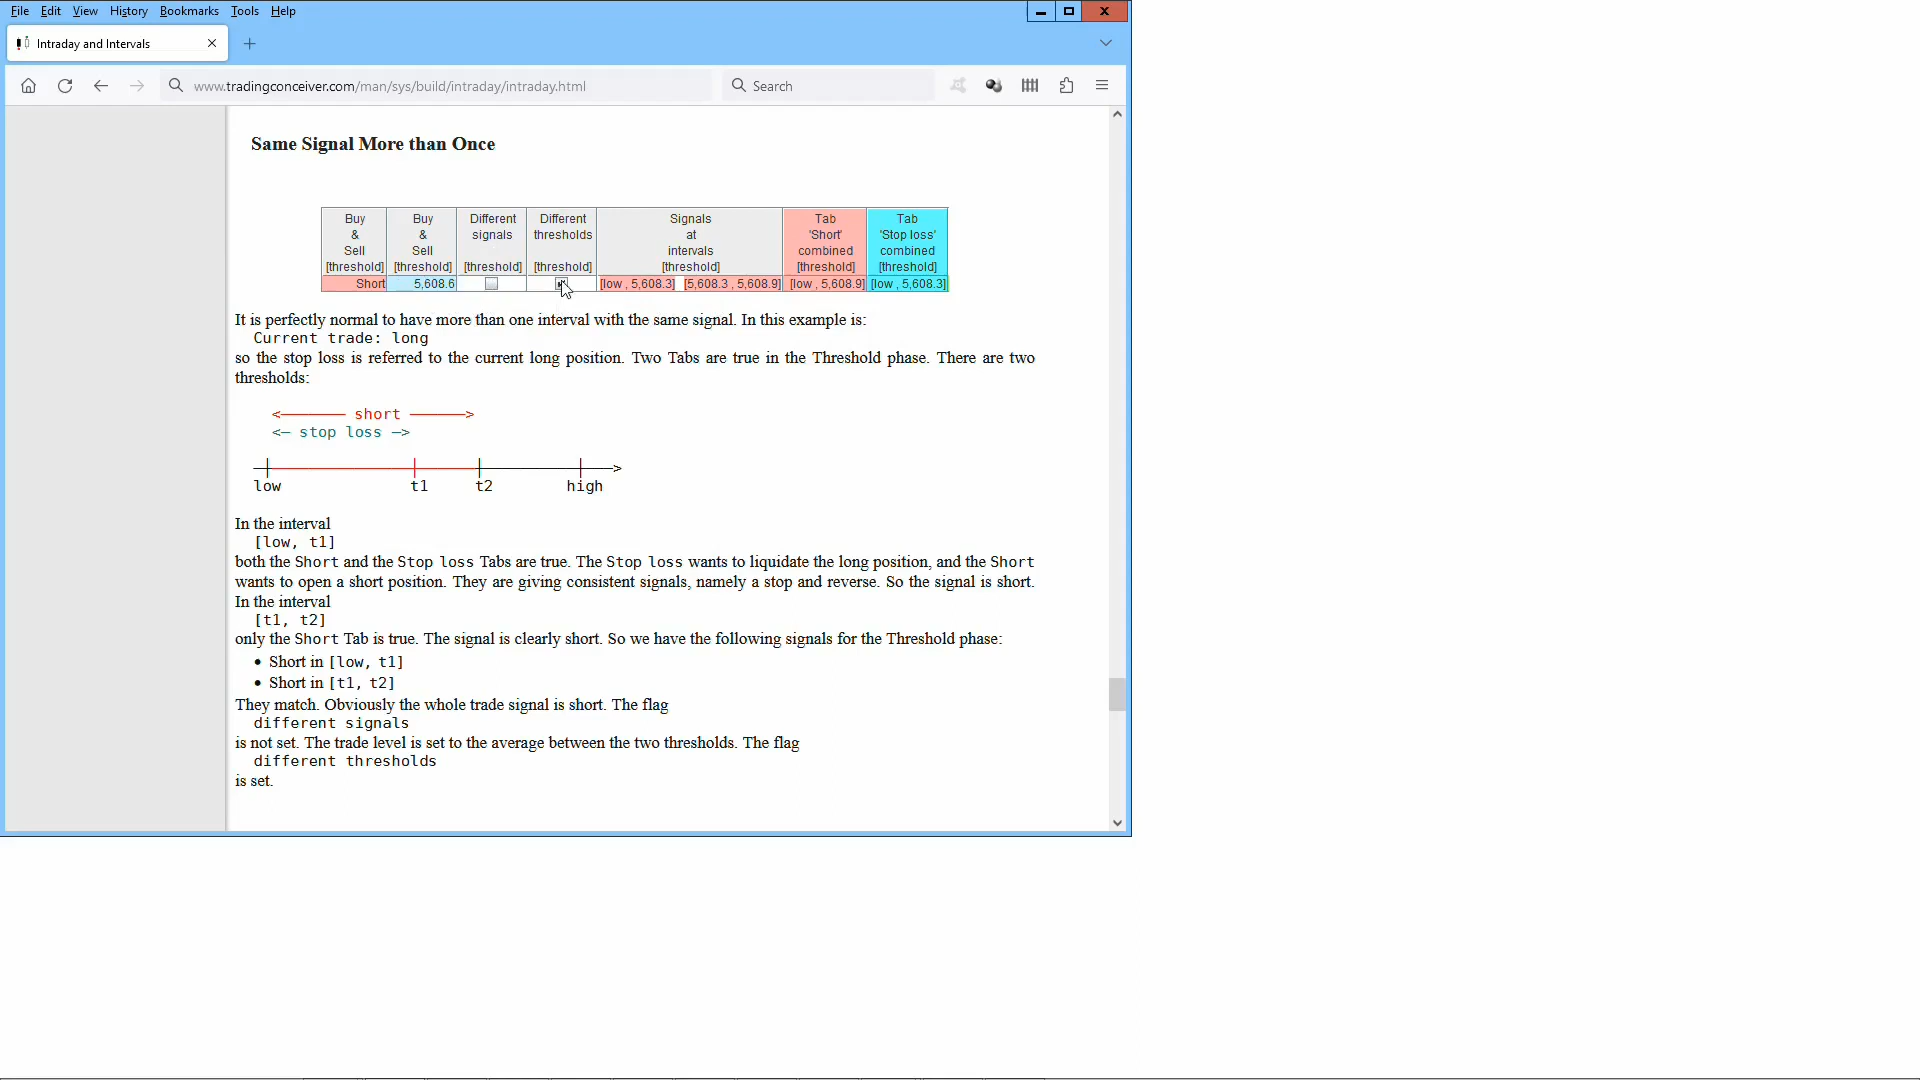 File Edit View History Bookmarks Tools Help
Intraday and Intervals
www.tradingconceiver.com/man/sys/build/intraday/intraday.html
Search
Same Signal More than Once
Buy & Sell [threshold]
Buy & Sell [threshold]
Different signals [threshold]
Different thresholds [threshold]
Signals at intervals [threshold]
Tab 'Short' combined [threshold]
Tab 'Stop loss' combined [threshold]
Short 5,608.6 [low , 5,608.3] [5,608.3 , 5,608.9] [low , 5,608.9] [low , 5,608.3]
It is perfectly normal to have more than one interval with the same signal. In this example is:
Current trade: long
so the stop loss is referred to the current long position. Two Tabs are true in the Threshold phase. There are two
thresholds:
<——— short ———>
<— stop loss —>
low t1 t2 high
In the interval
[low, t1]
both the Short and the Stop loss Tabs are true. The Stop loss wants to liquidate the long position, and the Short
wants to open a short position. They are giving consistent signals, namely a stop and reverse. So the signal is short.
In the interval
[t1, t2]
only the Short Tab is true. The signal is clearly short. So we have the following signals for the Threshold phase:
• Short in [low, t1]
• Short in [t1, t2]
They match. Obviously the whole trade signal is short. The flag
different signals
is not set. The trade level is set to the average between the two thresholds. The flag
different thresholds
is set.